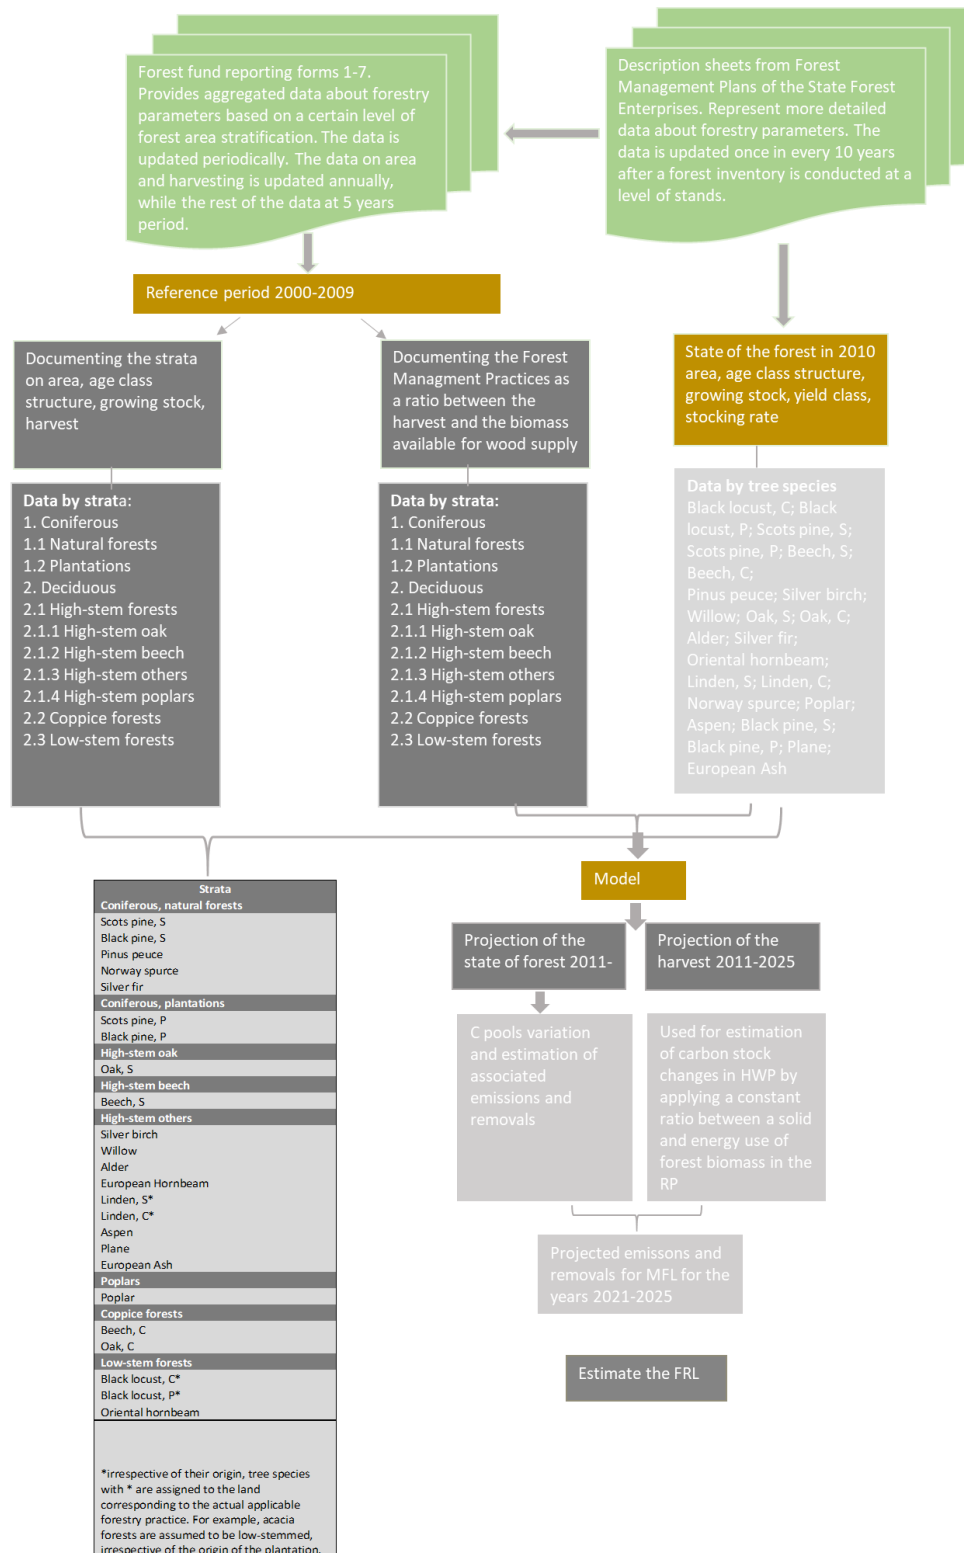 Forest fund reporting forms 1-7.
Provides aggregated data about forestry
parameters based on a certain level of
forest area stratification. The data is
updated periodically. The data on area
and harvesting is updated annually,
while the rest of the data at 5 years
period.
Description sheets from Forest
Management Plans of the State Forest
Enterprises. Represent more detailed
data about forestry parameters. The
data is updated once in every 10 years
after a forest inventory is conducted at a
level of stands.
Reference period 2000-2009
Documenting the strata
on area, age class
structure, growing stock,
harvest
Documenting the Forest
Managment Practices as
a ratio between the
harvest and the biomass
available for wood supply
State of the forest in 2010
area, age class structure,
growing stock, yield class,
stocking rate
Data by strata:
1. Coniferous
1.1 Natural forests
1.2 Plantations
2. Deciduous
2.1 High-stem forests
2.1.1 High-stem oak
2.1.2 High-stem beech
2.1.3 High-stem others
2.1.4 High-stem poplars
2.2 Coppice forests
2.3 Low-stem forests
Data by strata:
1. Coniferous
1.1 Natural forests
1.2 Plantations
2. Deciduous
2.1 High-stem forests
2.1.1 High-stem oak
2.1.2 High-stem beech
2.1.3 High-stem others
2.1.4 High-stem poplars
2.2 Coppice forests
2.3 Low-stem forests
Data by tree species
Black locust, C; Black
locust, P; Scots pine, S;
Scots pine, P; Beech, S;
Beech, C;
Pinus peuce; Silver birch;
Willow; Oak, S; Oak, C;
Alder; Silver fir;
Oriental hornbeam;
Linden, S; Linden, C;
Norway spurce; Poplar;
Aspen; Black pine, S;
Black pine, P; Plane;
European Ash
Model
Projection of the
state of forest 2011-
Projection of the
harvest 2011-2025
C pools variation
and estimation of
associated
emissions and
removals
Used for estimation
of carbon stock
changes in HWP by
applying a constant
ratio between a solid
and energy use of
forest biomass in the
RP
Projected emissons and
removals for MFL for the
years 2021-2025
Estimate the FRL
Strata
Coniferous, natural forests
Scots pine, S
Black pine, S
Pinus peuce
Norway spurce
Silver fir
Coniferous, plantations
Scots pine, P
Black pine, P
High-stem oak
Oak, S
High-stem beech
Beech, S
High-stem others
Silver birch
Willow
Alder
European Hornbeam
Linden, S*
Linden, C*
Aspen
Plane
European Ash
Poplars
Poplar
Coppice forests
Beech, C
Oak, C
Low-stem forests
Black locust, C*
Black locust, P*
Oriental hornbeam
*irrespective of their origin, tree species
with * are assigned to the land
corresponding to the actual applicable
forestry practice. For example, acacia
forests are assumed to be low-stemmed,
irrespective of the origin of the plantation.